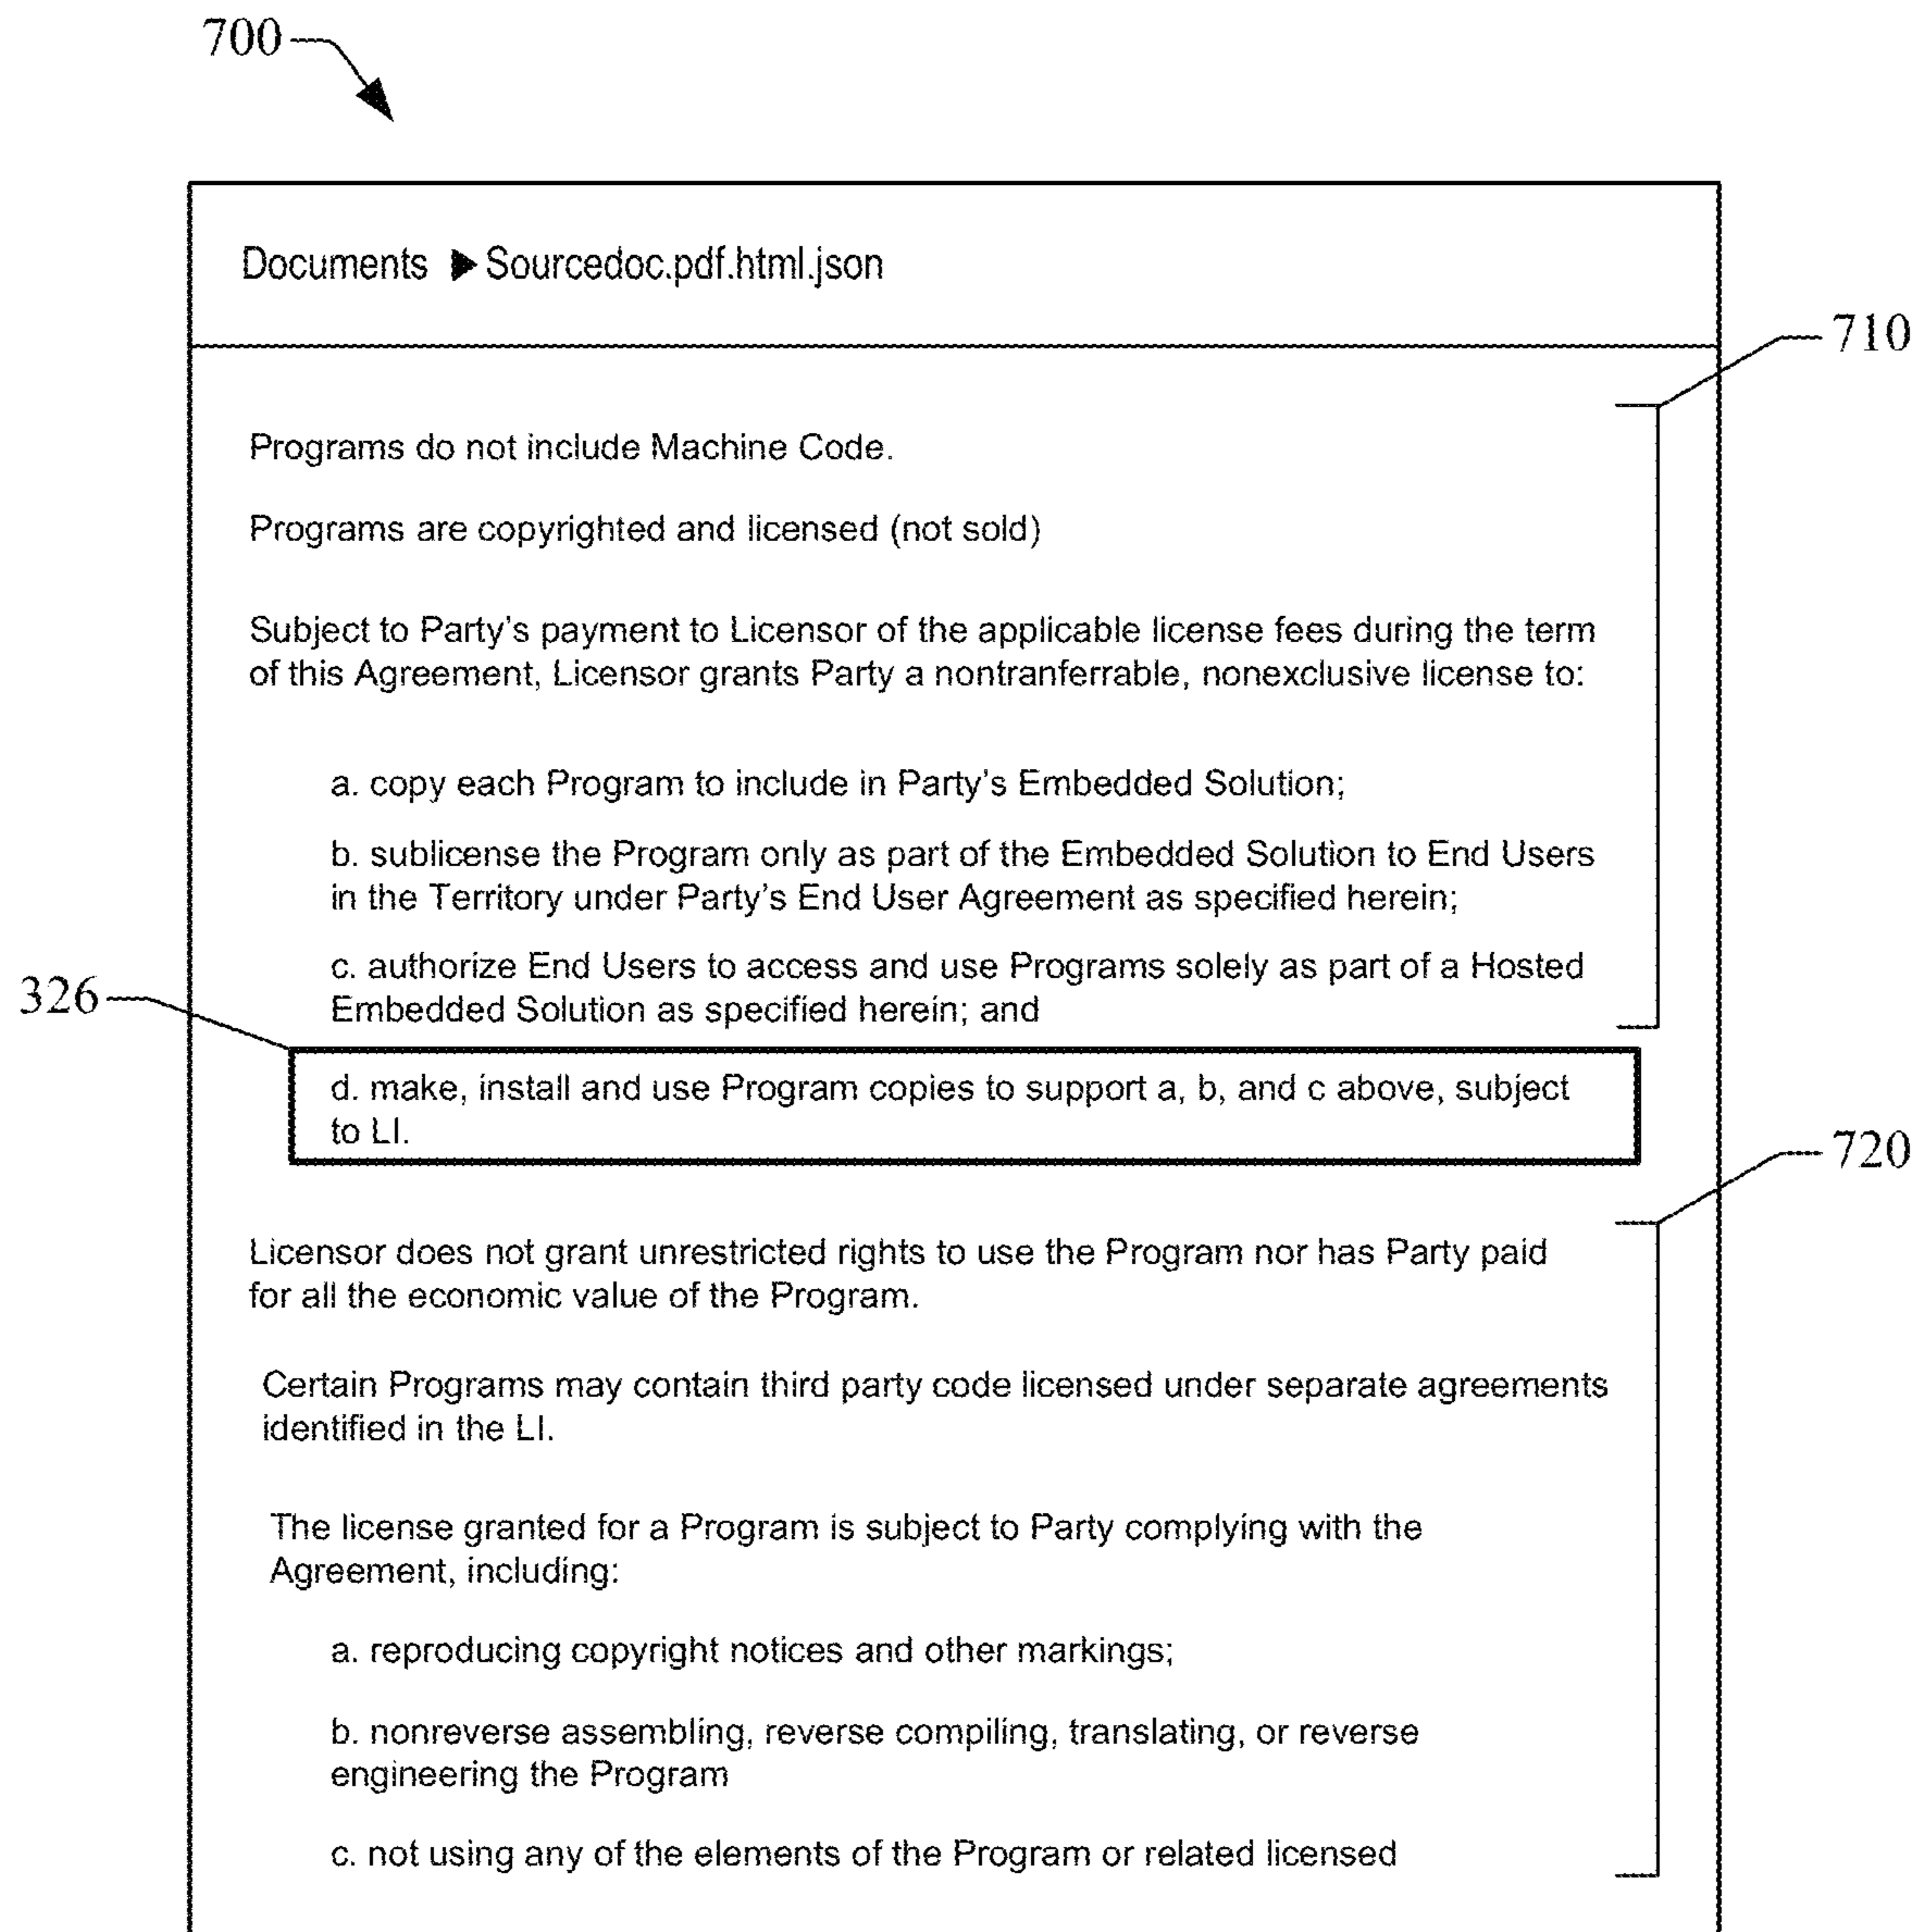 700
Documents ▶ Sourcedoc.pdf.html.json
710
Programs do not include Machine Code.
Programs are copyrighted and licensed (not sold)
Subject to Party's payment to Licensor of the applicable license fees during the term
of this Agreement, Licensor grants Party a nontranferrable, nonexclusive license to:
a. copy each Program to include in Party's Embedded Solution;
b. sublicense the Program only as part of the Embedded Solution to End Users
in the Territory under Party's End User Agreement as specified herein;
c. authorize End Users to access and use Programs solely as part of a Hosted
Embedded Solution as specified herein; and
326
d. make, install and use Program copies to support a, b, and c above, subject
to LI.
720
Licensor does not grant unrestricted rights to use the Program nor has Party paid
for all the economic value of the Program.
Certain Programs may contain third party code licensed under separate agreements
identified in the LI.
The license granted for a Program is subject to Party complying with the
Agreement, including:
a. reproducing copyright notices and other markings;
b. nonreverse assembling, reverse compiling, translating, or reverse
engineering the Program
c. not using any of the elements of the Program or related licensed